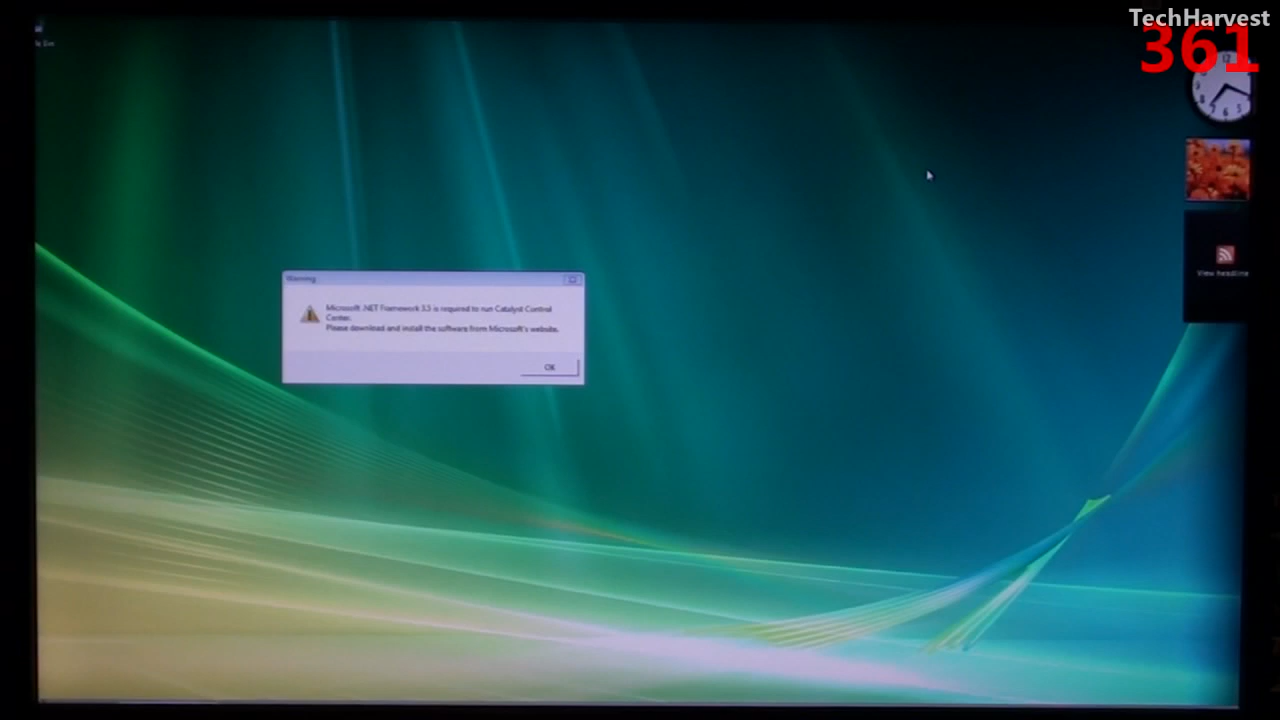 TechHarvest
361
Warning
Microsoft .NET Framework 3.5 is required to run Catalyst Control
Center.
Please download and install the software from Microsoft's website.
OK
View headline